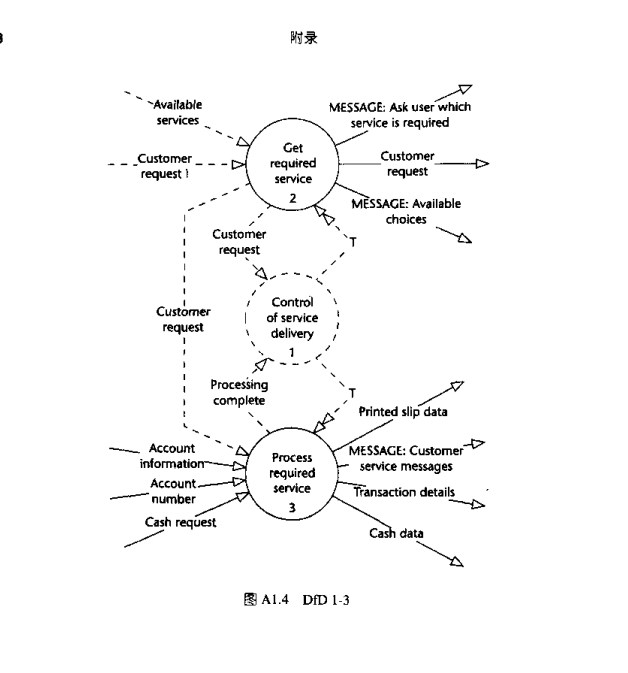 8
附录
Available
services
MESSAGE: Ask user which
service is required
Get
required
service
2
Customer
request 1
Customer
request
MESSAGE: Available
choices
Customer
request
T
Control
of service
delivery
1
Customer
request
Processing
complete
T
Printed slip data
Account
information
Process
required
service
3
MESSAGE: Customer
service messages
Account
number
Transaction details
Cash request
Cash data
图 A1.4 DfD 1-3